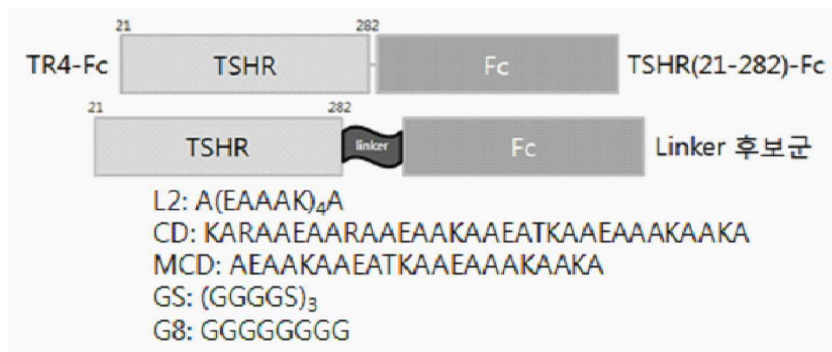 21 282
TR4-Fc TSHR Fc TSHR(21-282)-Fc
21 282
TSHR linker Fc Linker 후보군
L2: A(EAAAK)₄A
CD: KARAAEAARAAEAAKAAEATKAAEAAAKAAKA
MCD: AEAAKAAEATKAAEAAAKAAKA
GS: (GGGGS)₃
G8: GGGGGGGG